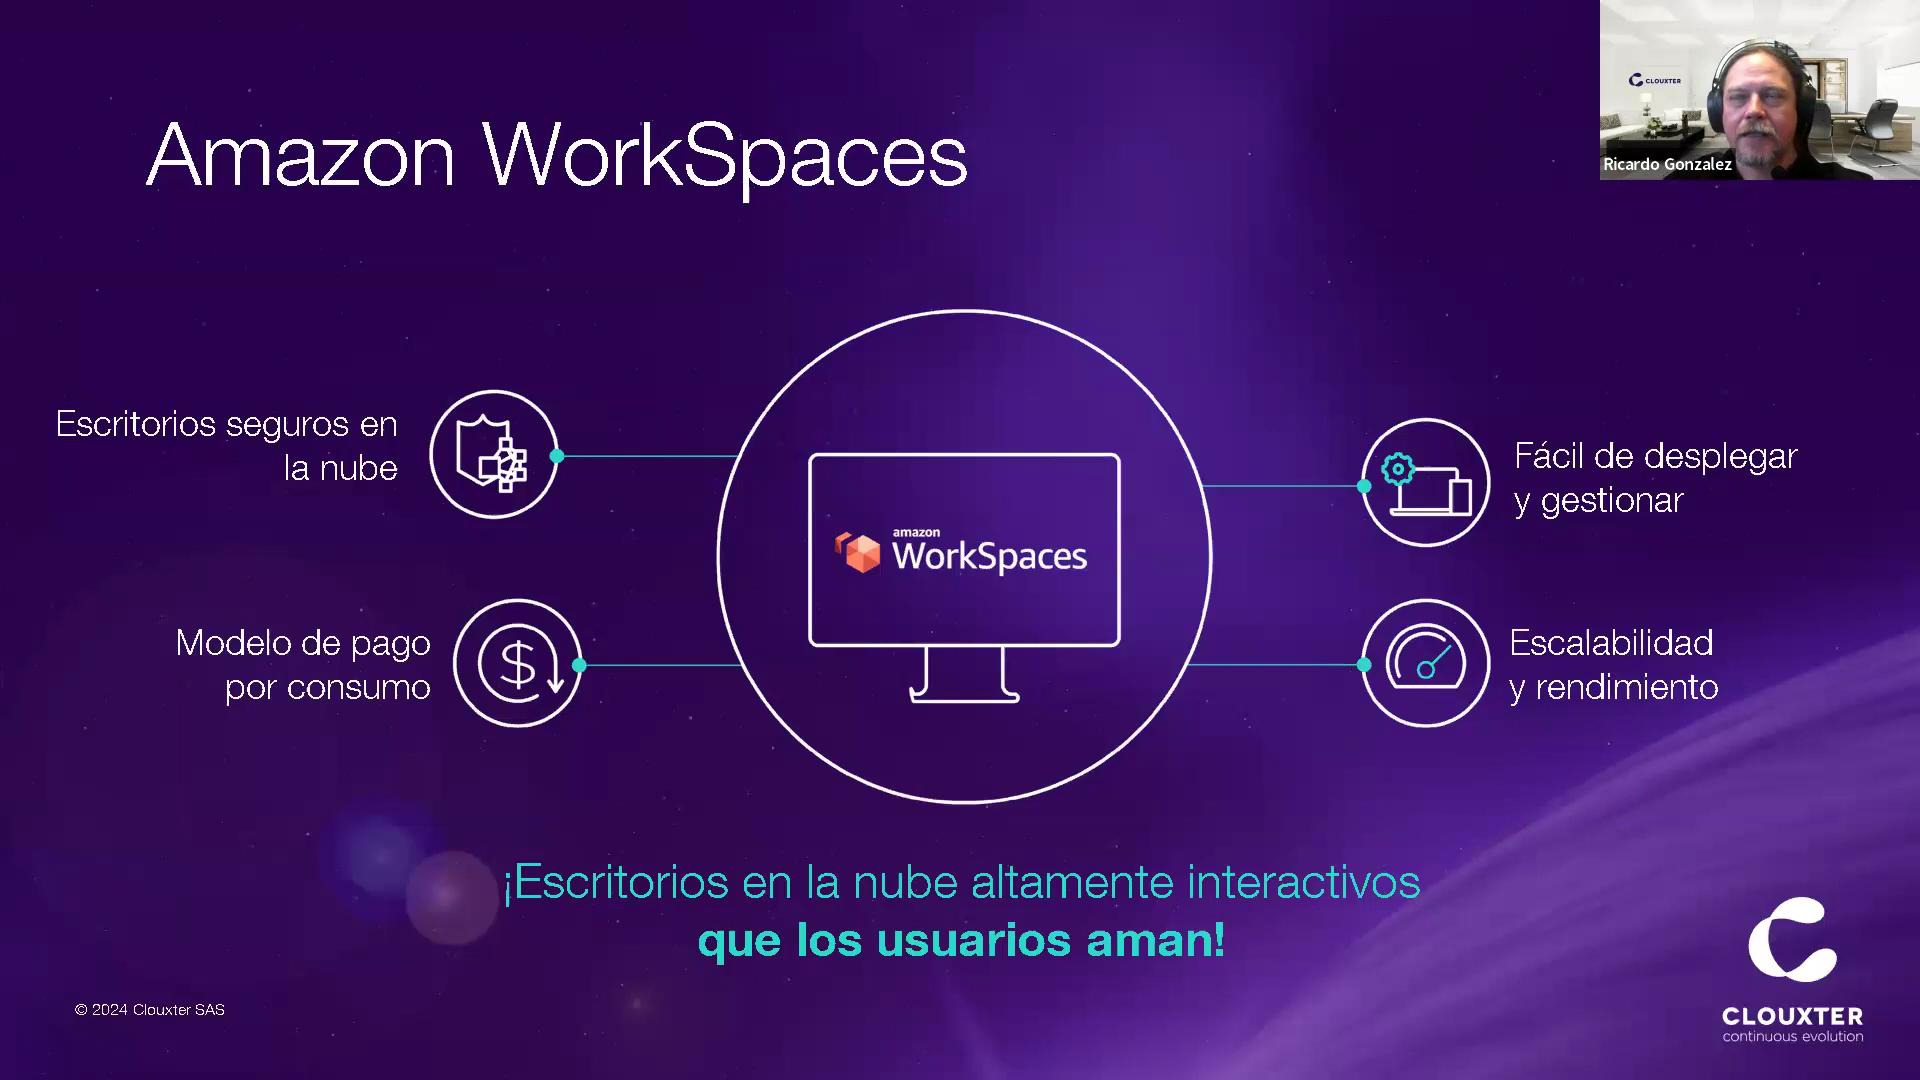 Amazon WorkSpaces
CLOUXTER
Ricardo Gonzalez
Escritorios seguros en
la nube
Modelo de pago
por consumo
amazon
WorkSpaces
Fácil de desplegar
y gestionar
Escalabilidad
y rendimiento
¡Escritorios en la nube altamente interactivos
que los usuarios aman!
© 2024 Clouxter SAS
CLOUXTER
continuous evolution